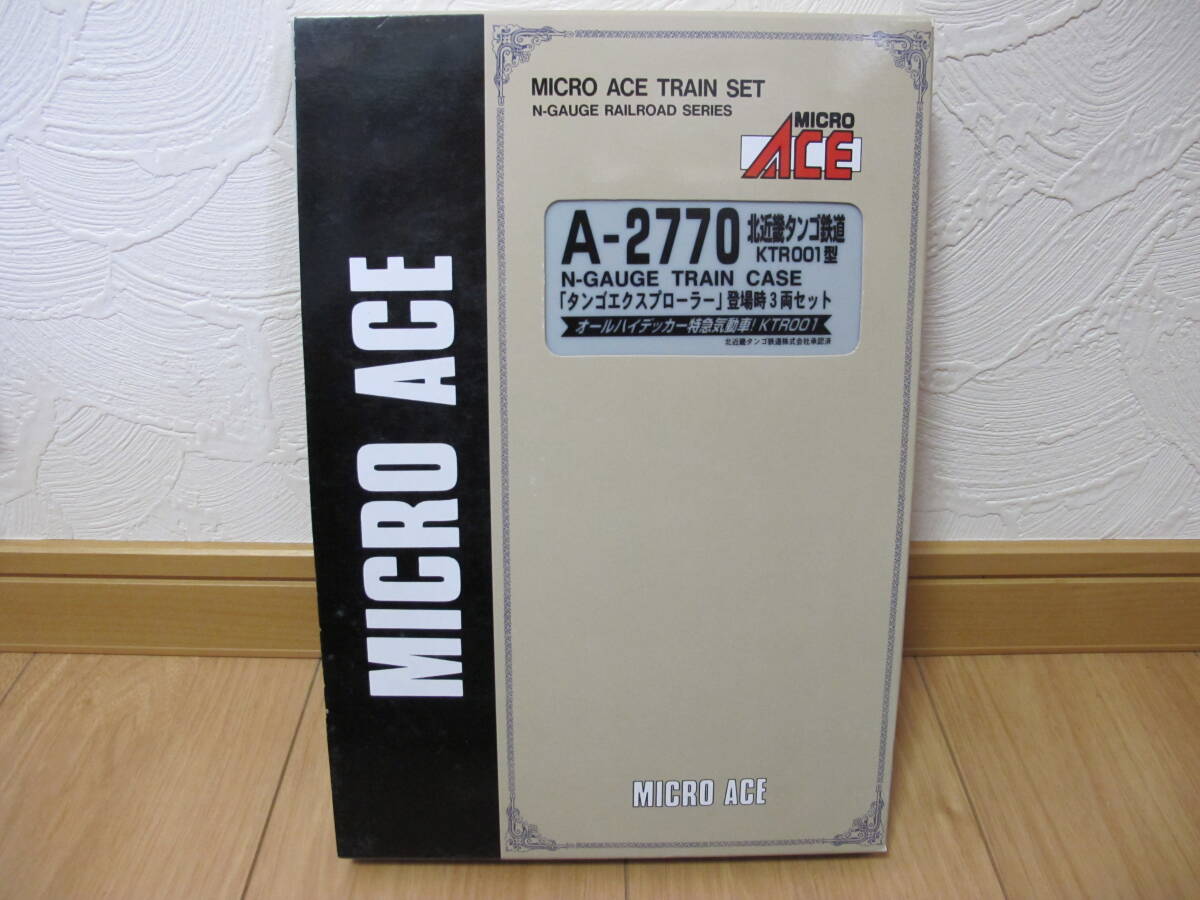 MICRO ACE
MICRO ACE TRAIN SET
N-GAUGE RAILROAD SERIES
MICRO
ACE
A-2770 北近畿タンゴ鉄道
KTR001型
N-GAUGE TRAIN CASE
「タンゴエクスプローラー」登場時3両セット
オールハイデッカー特急気動車!KTR001
北近畿タンゴ鉄道株式会社承認済
MICRO ACE